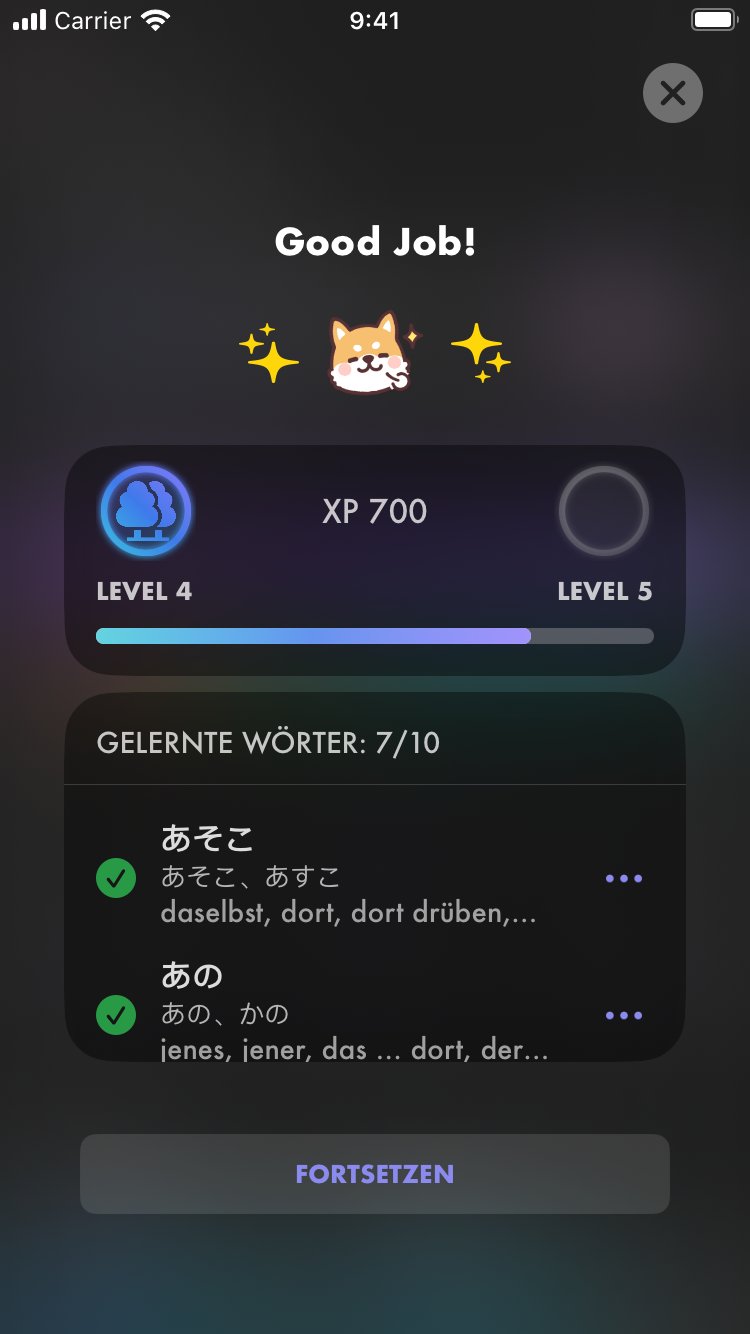 Carrier 9:41
Good Job!
XP 700
LEVEL 4 LEVEL 5
GELERNTE WÖRTER: 7/10
あそこ
あそこ、あすこ
daselbst, dort, dort drüben,...
あの
あの、かの
jenes, jener, das ... dort, der...
FORTSETZEN